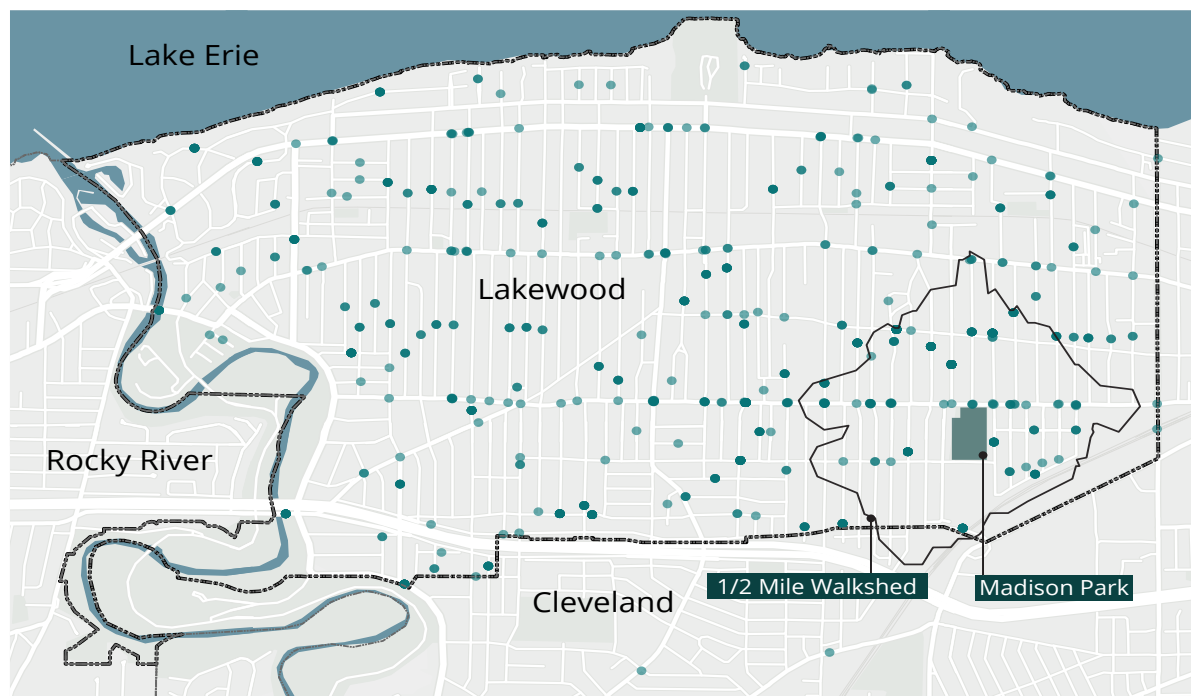 Lake Erie
Lakewood
Rocky River
1/2 Mile Walkshed
Madison Park
Cleveland